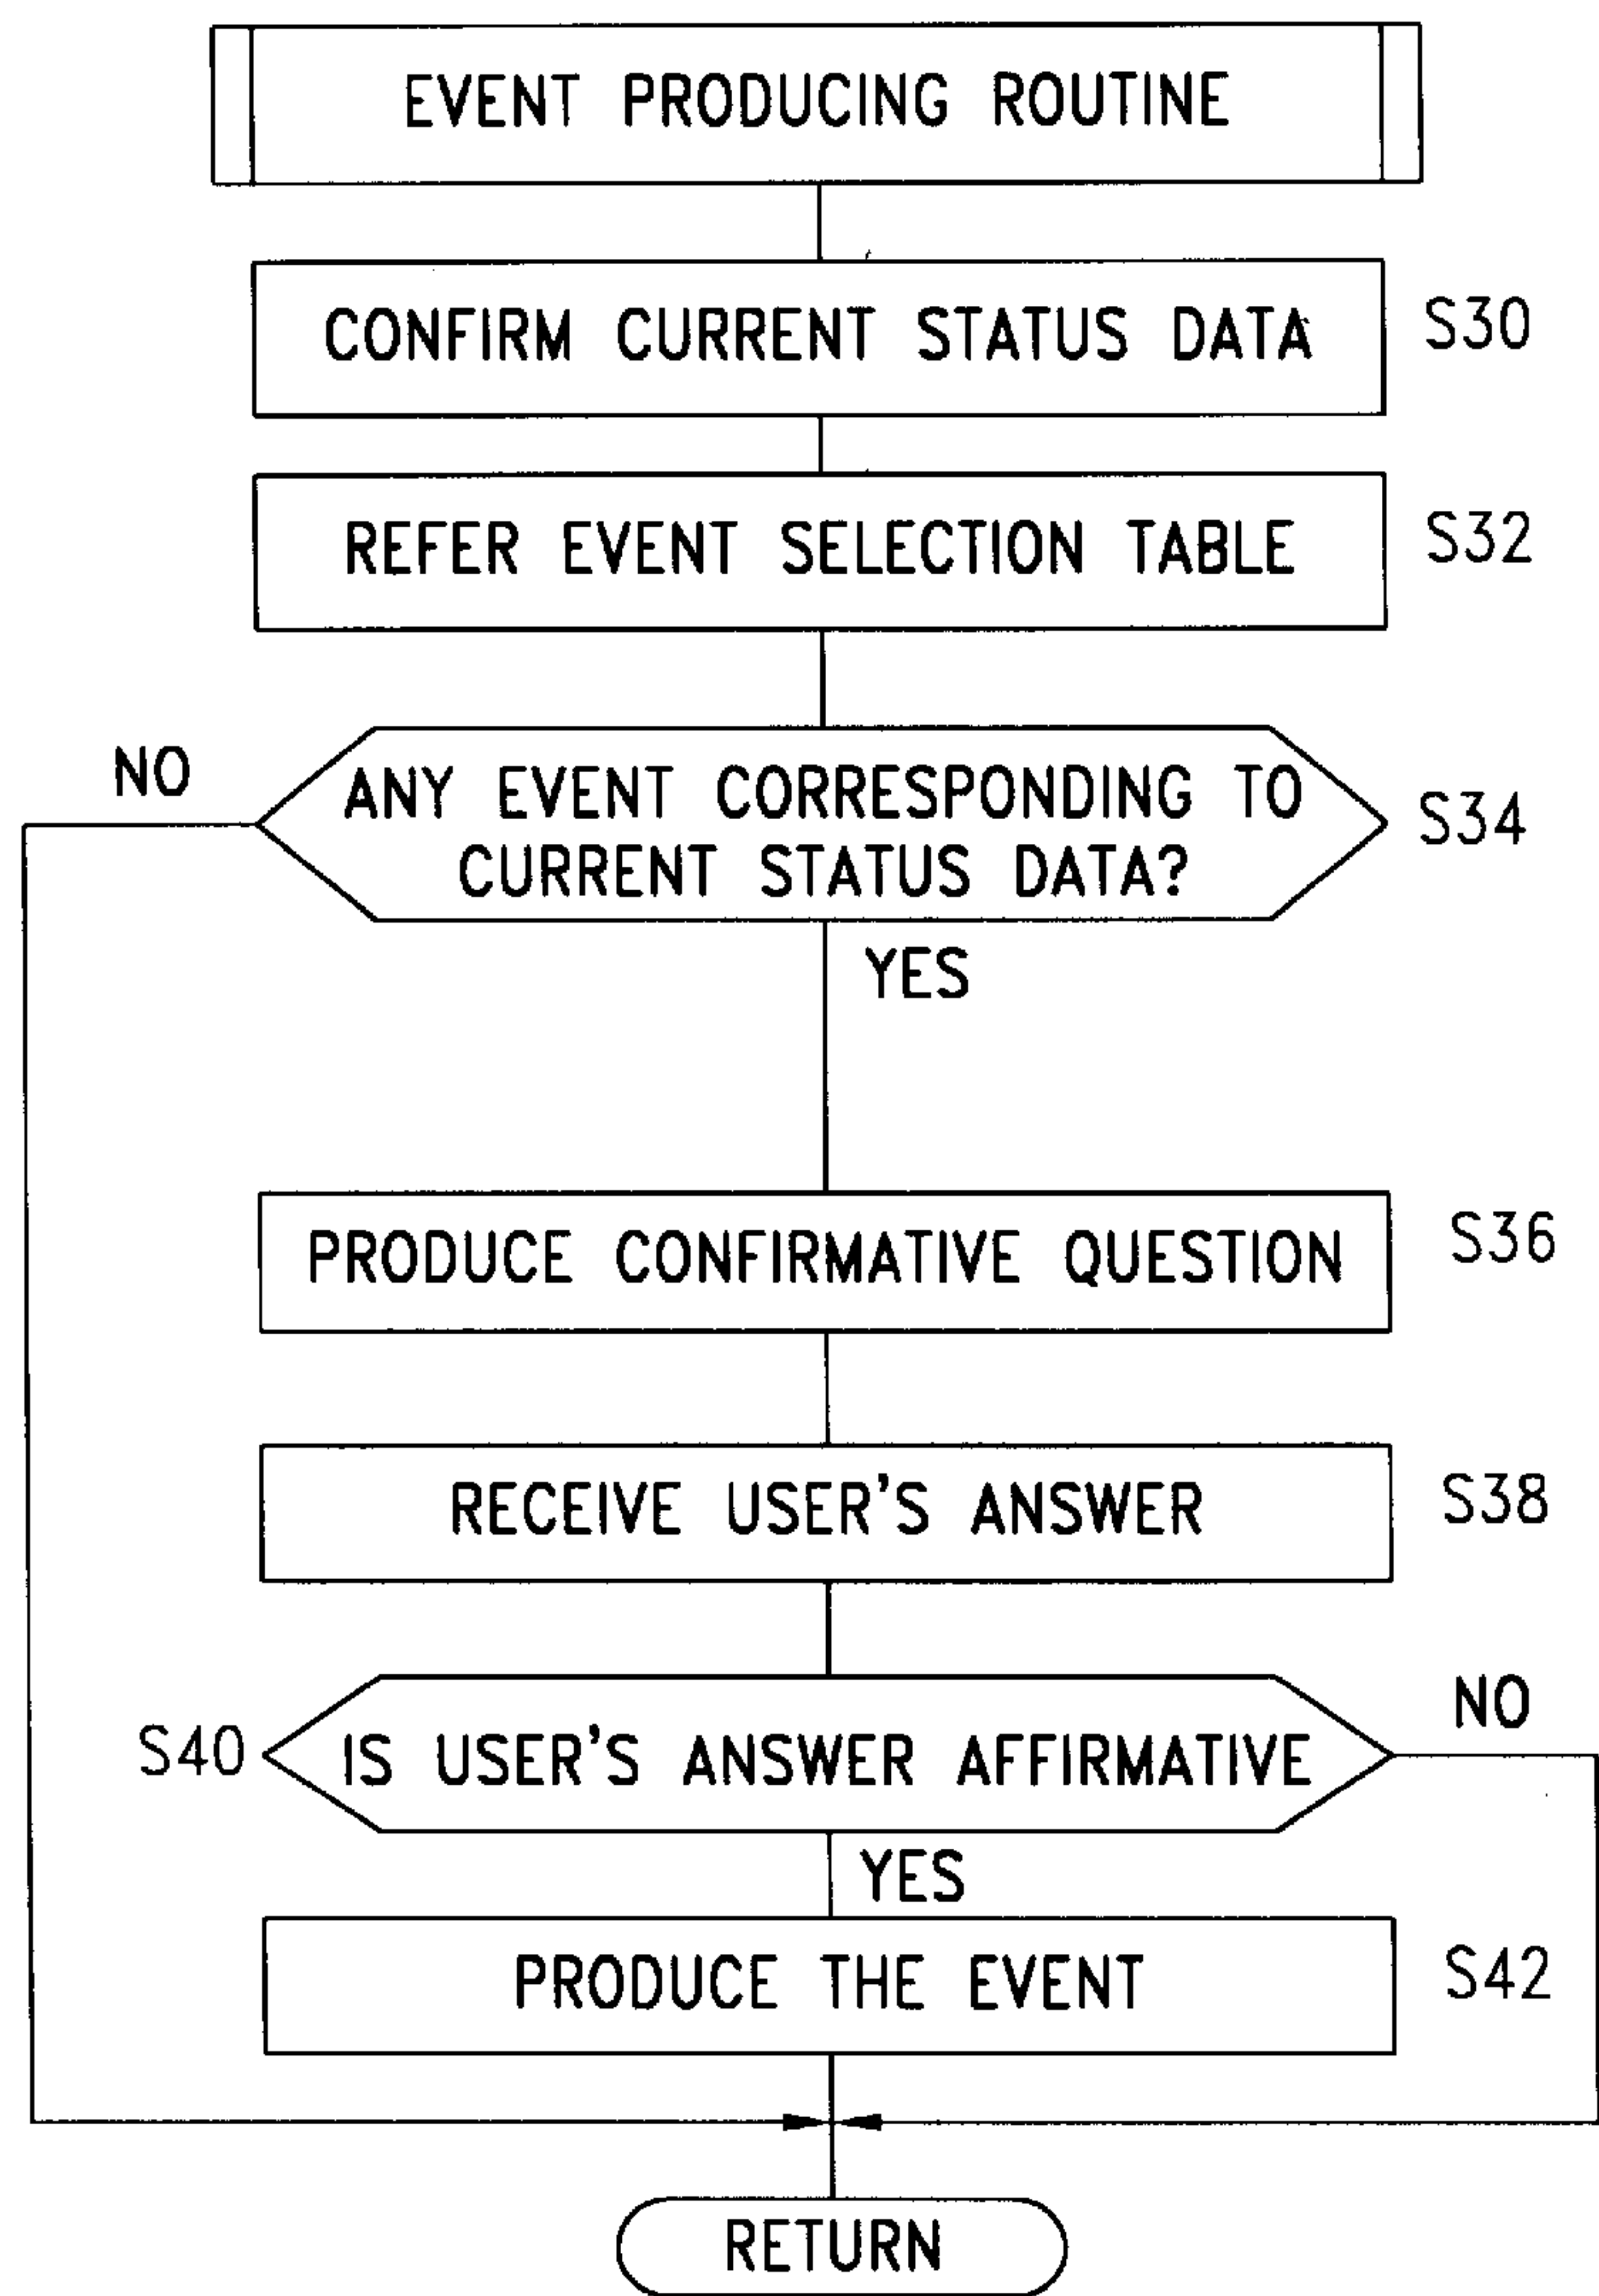 EVENT PRODUCING ROUTINE
CONFIRM CURRENT STATUS DATA
S30
REFER EVENT SELECTION TABLE
S32
NO
ANY EVENT CORRESPONDING TO
CURRENT STATUS DATA?
S34
YES
PRODUCE CONFIRMATIVE QUESTION
S36
RECEIVE USER'S ANSWER
S38
NO
S40
IS USER'S ANSWER AFFIRMATIVE
YES
PRODUCE THE EVENT
S42
RETURN